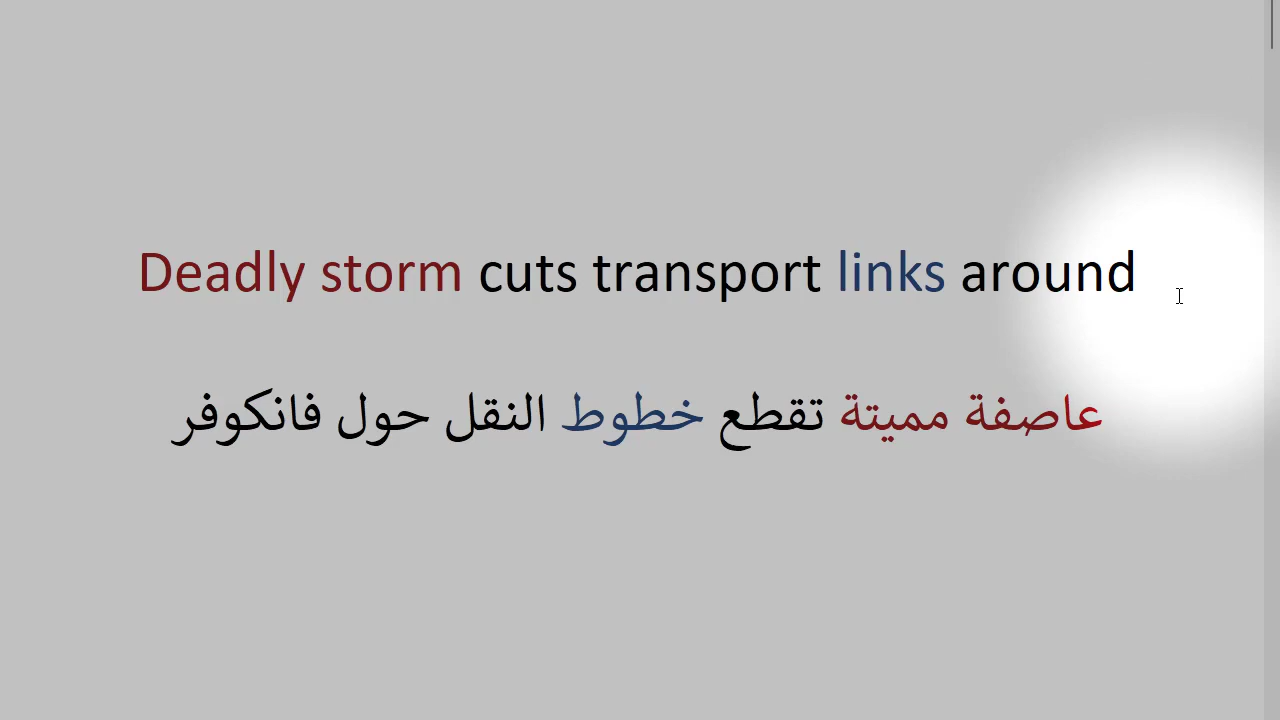 Deadly storm cuts transport links around
عاصفة مميتة تقطع خطوط النقل حول فانكوفر